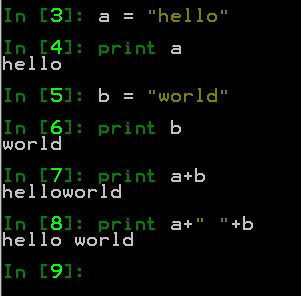 In [3]: a = "hello"
In [4]: print a
hello
In [5]: b = "world"
In [6]: print b
world
In [7]: print a+b
helloworld
In [8]: print a+" "+b
hello world
In [9]: